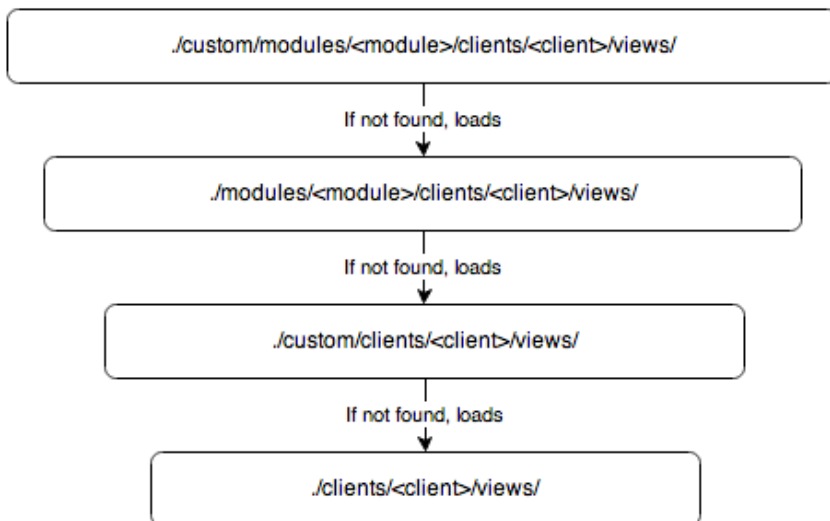 ./custom/modules/<module>/clients/<client>/views/
If not found, loads
./modules/<module>/clients/<client>/views/
If not found, loads
./custom/clients/<client>/views/
If not found, loads
./clients/<client>/views/